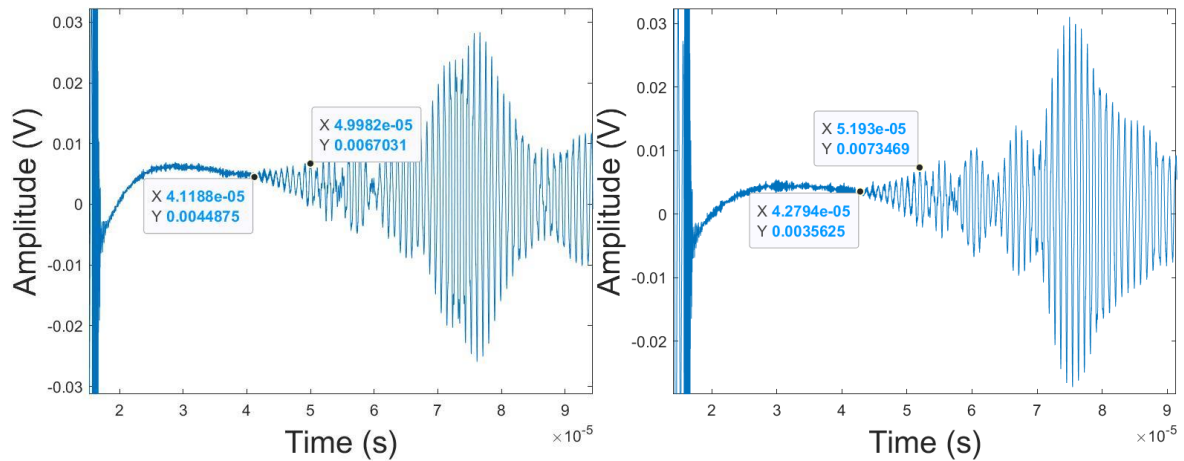 Amplitude (V)
0.03
0.02
0.01
0
-0.01
-0.02
-0.03
X 4.9982e-05
Y 0.0067031
X 4.1188e-05
Y 0.0044875
2 3 4 5 6 7 8 9
×10⁻⁵
Time (s)
Amplitude (V)
0.03
0.02
0.01
0
-0.01
-0.02
X 5.193e-05
Y 0.0073469
X 4.2794e-05
Y 0.0035625
2 3 4 5 6 7 8 9
×10⁻⁵
Time (s)